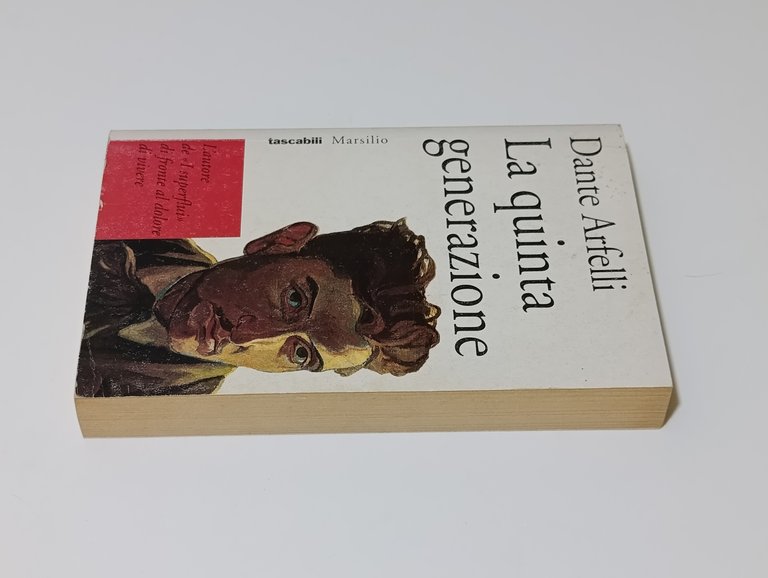 Dante Arfelli
La quinta
generazione
tascabili Marsilio
L'autore
de «I superflui»
di fronte al dolore
di vivere